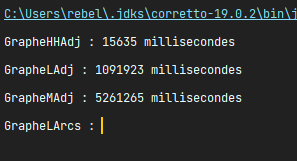 C:\Users\rebel\.jdks\corretto-19.0.2\bin\j
GrapheHHAdj : 15635 millisecondes
GrapheLAdj : 1091923 millisecondes
GrapheMAdj : 5261265 millisecondes
GrapheLArcs :